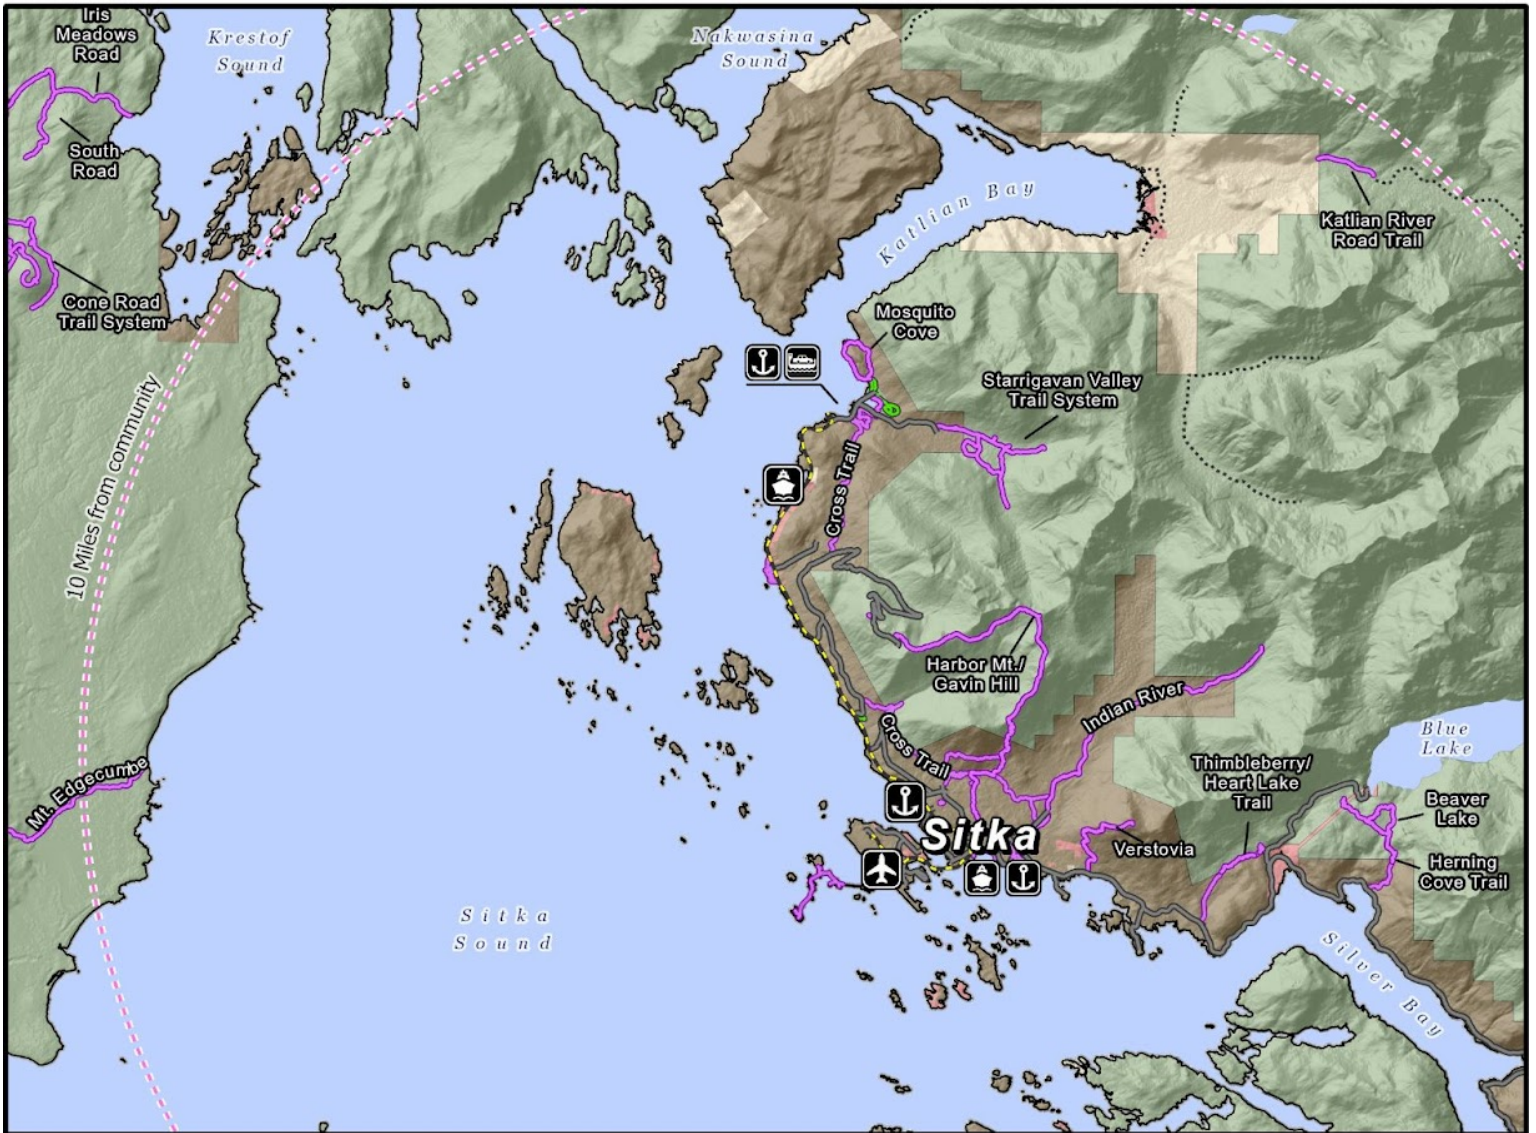 Iris
Meadows
Road
Krestof
Sound
Nakwasina
Sound
South
Road
Katlian Bay
Katlian River
Road Trail
Cone Road
Trail System
Mosquito
Cove
Starrigavan Valley
Trail System
10 Miles from community
Cross Trail
Harbor Mt./
Gavin Hill
Indian River
Cross Trail
Blue
Lake
Thimbleberry/
Heart Lake
Trail
Mt. Edgecumbe
Beaver
Lake
Sitka
Verstovia
Herning
Cove Trail
Sitka
Sound
Silver Bay